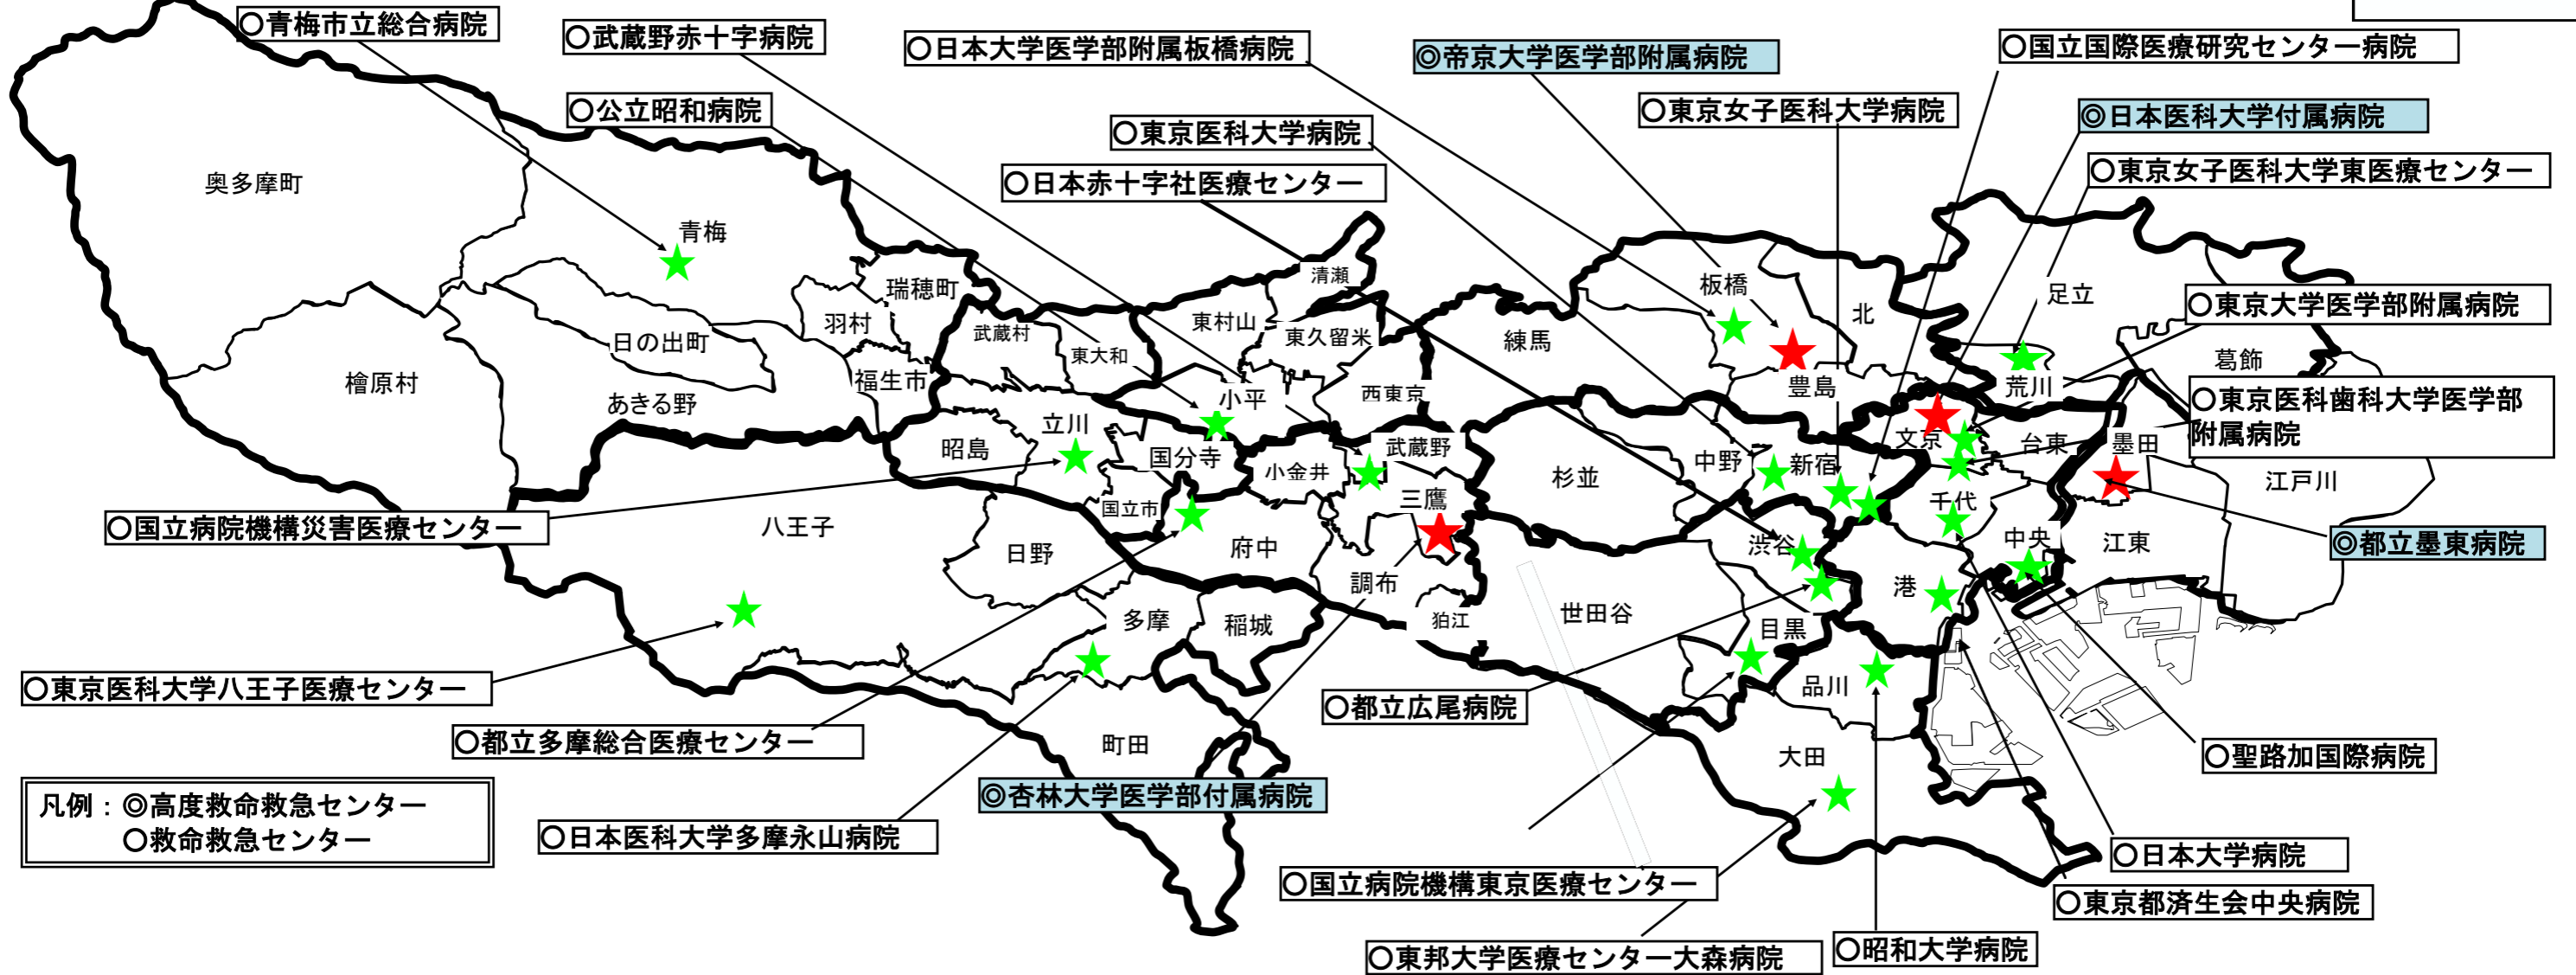 ○青梅市立総合病院
○武蔵野赤十字病院
○日本大学医学部附属板橋病院
◎帝京大学医学部附属病院
○国立国際医療研究センター病院
○公立昭和病院
○東京女子医科大学病院
◎日本医科大学付属病院
○東京医科大学病院
○東京女子医科大学東医療センター
○日本赤十字社医療センター
奥多摩町
青梅
清瀬
瑞穂町
板橋
北
足立
○東京大学医学部附属病院
羽村
武蔵村
東村山
東久留米
練馬
日の出町
東大和
葛飾
檜原村
福生市
西東京
豊島
荒川
あきる野
小平
○東京医科歯科大学医学部
附属病院
立川
昭島
国分寺
武蔵野
文京
台東
墨田
小金井
杉並
中野
新宿
江戸川
国立市
三鷹
千代
○国立病院機構災害医療センター
八王子
日野
府中
渋谷
中央
江東
◎都立墨東病院
調布
港
多摩
稲城
狛江
世田谷
目黒
○東京医科大学八王子医療センター
品川
○都立広尾病院
○都立多摩総合医療センター
町田
大田
○聖路加国際病院
◎杏林大学医学部付属病院
凡例：◎高度救命救急センター
○救命救急センター
○日本医科大学多摩永山病院
○日本大学病院
○国立病院機構東京医療センター
○東京都済生会中央病院
○東邦大学医療センター大森病院
○昭和大学病院